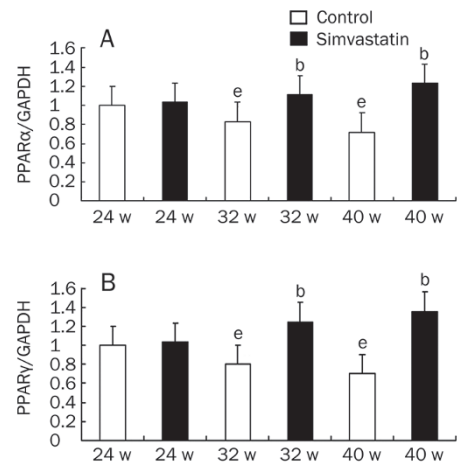 Control
Simvastatin
A
PPARα/GAPDH
1.6
1.4
1.2
1
0.8
0.6
0.4
0.2
0
e
b
e
b
24 w 24 w 32 w 32 w 40 w 40 w
B
PPARγ/GAPDH
1.6
1.4
1.2
1
0.8
0.6
0.4
0.2
0
e
b
e
b
24 w 24 w 32 w 32 w 40 w 40 w